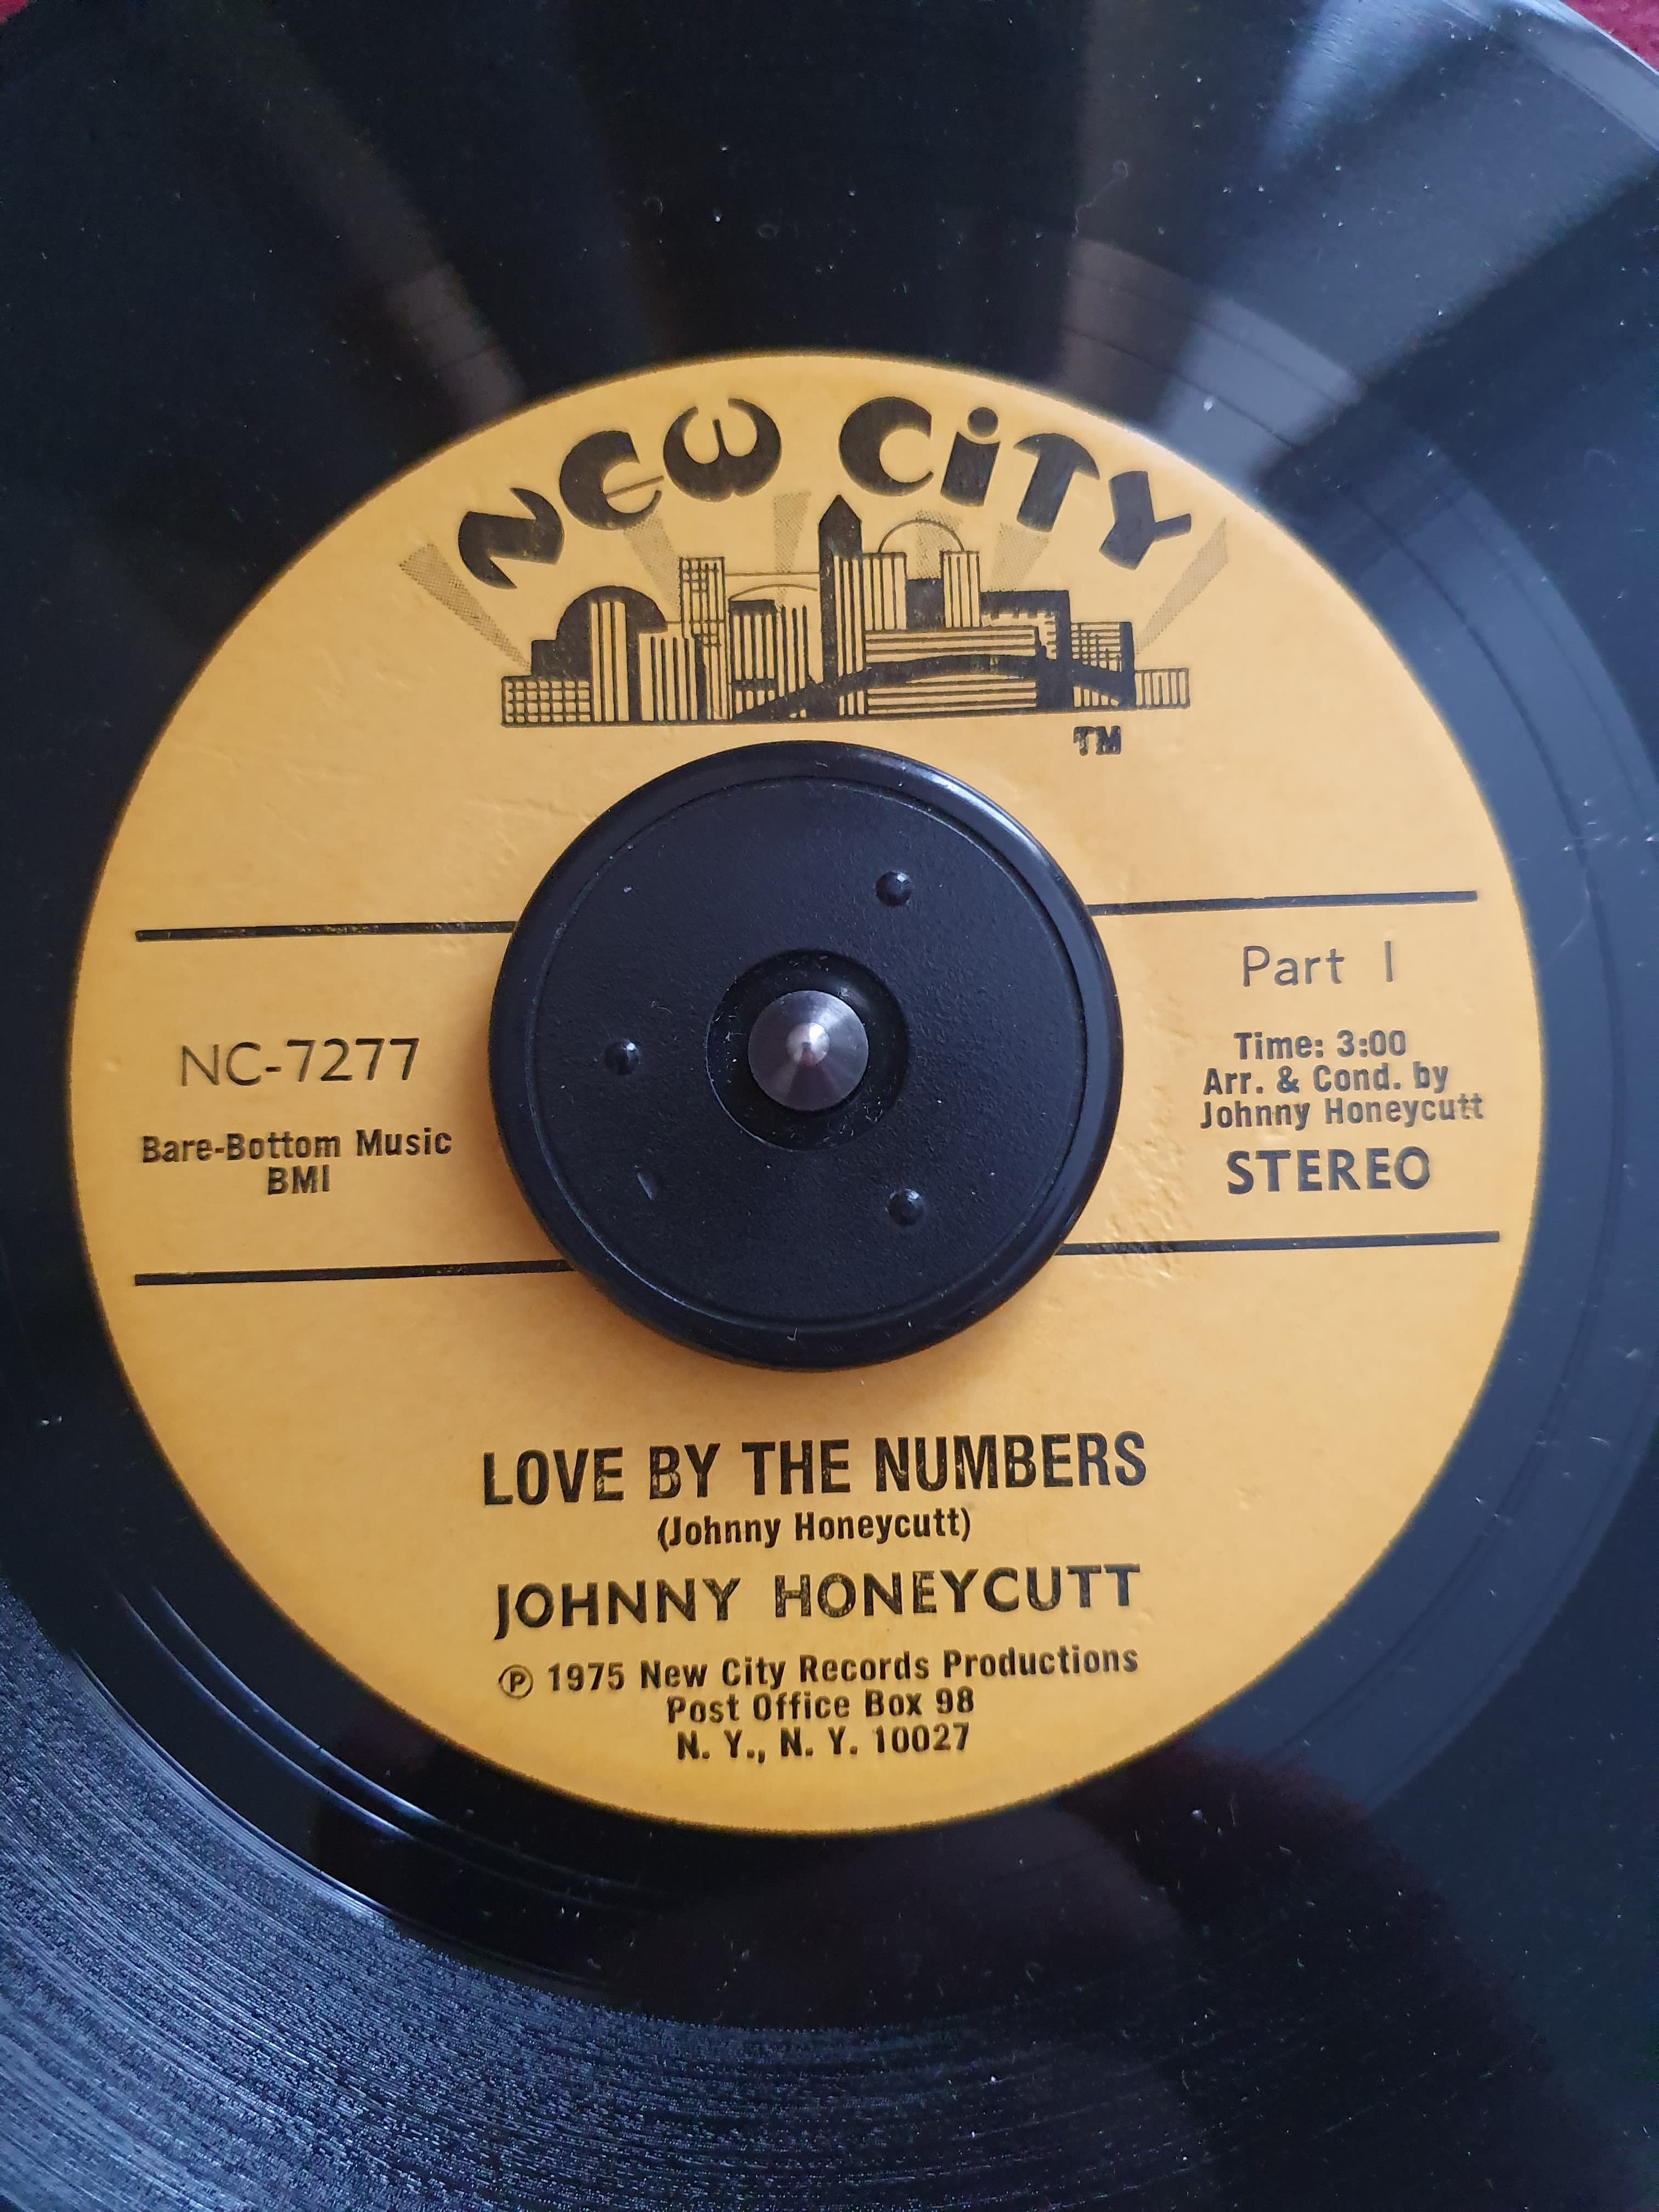 NEW CiTY
TM
NC-7277
Bare-Bottom Music
BMI
Part I
Time: 3:00
Arr. & Cond. by
Johnny Honeycutt
STEREO
LOVE BY THE NUMBERS
(Johnny Honeycutt)
JOHNNY HONEYCUTT
℗ 1975 New City Records Productions
Post Office Box 98
N. Y., N. Y. 10027